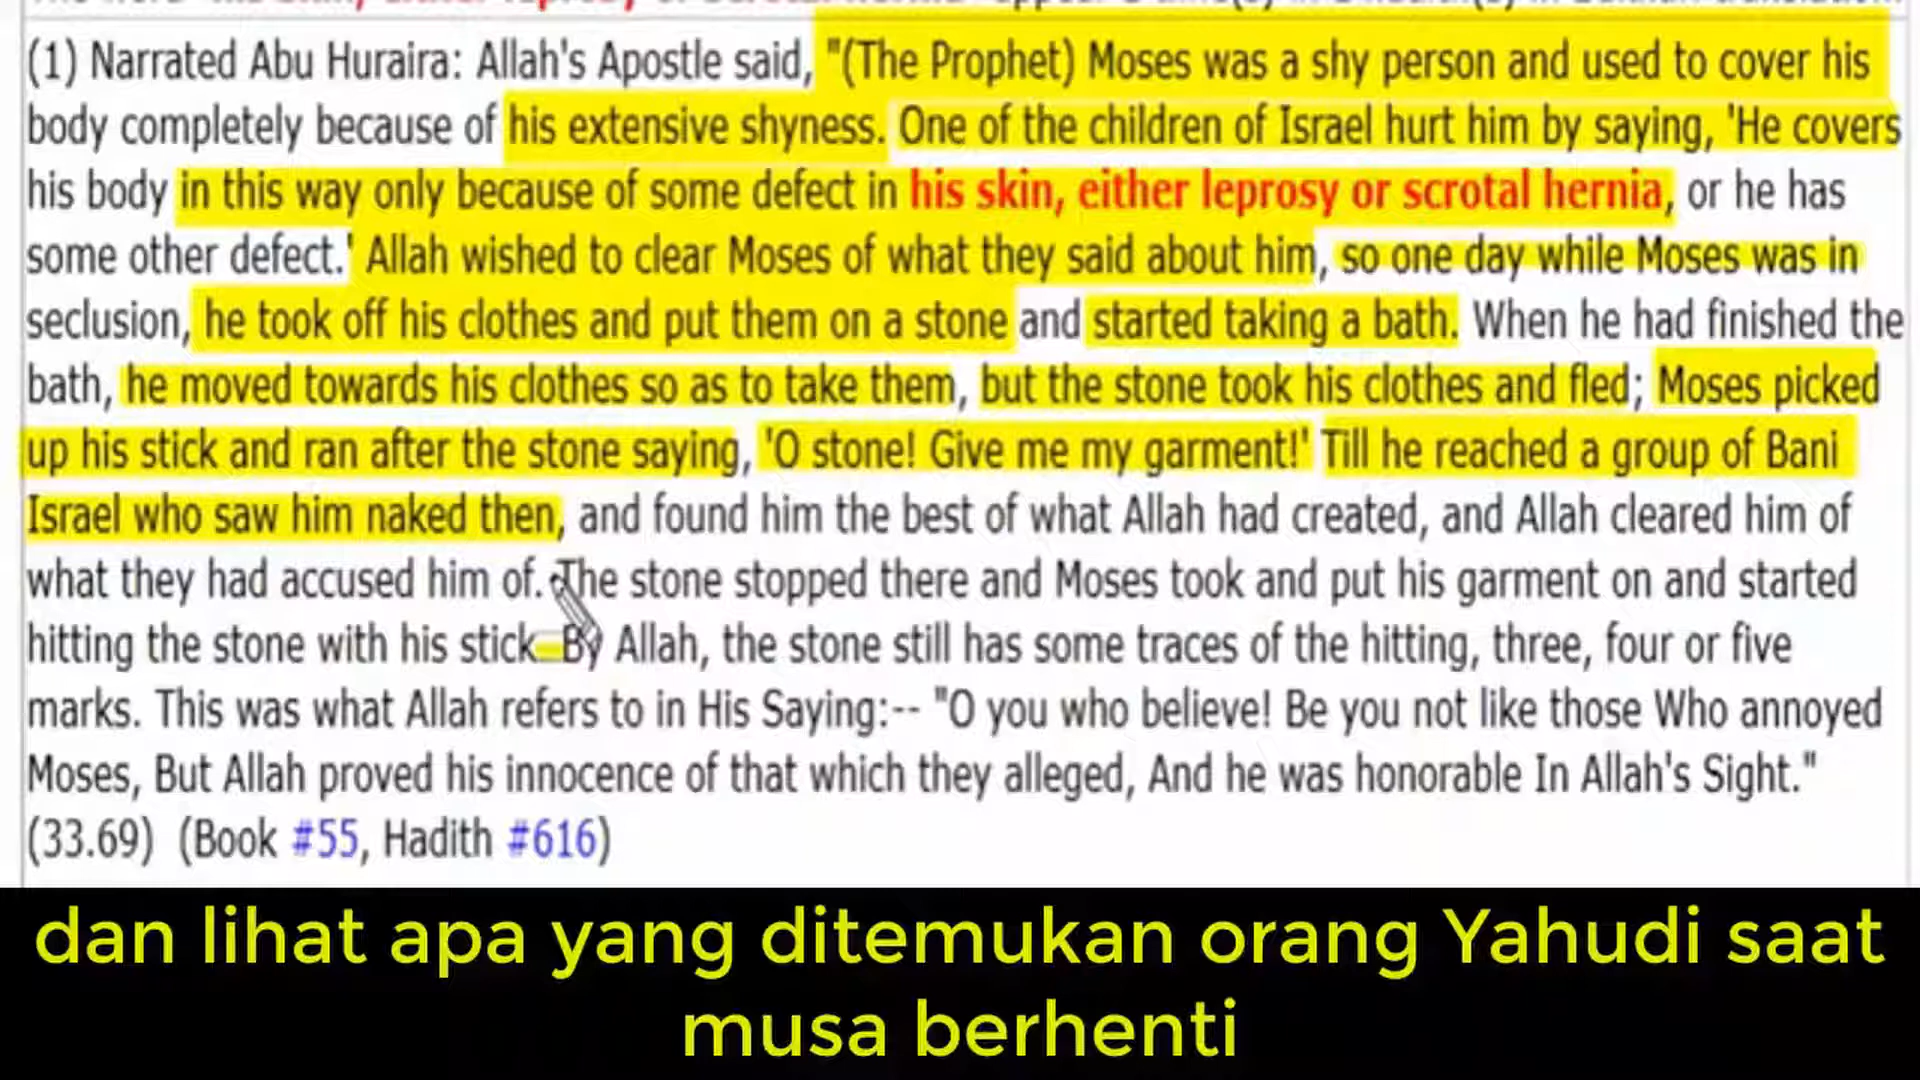 his skin, either leprosy or scrotal hernia
(1) Narrated Abu Huraira: Allah's Apostle said, "(The Prophet) Moses was a shy person and used to cover his
body completely because of his extensive shyness. One of the children of Israel hurt him by saying, 'He covers
his body in this way only because of some defect in his skin, either leprosy or scrotal hernia, or he has
some other defect.' Allah wished to clear Moses of what they said about him, so one day while Moses was in
seclusion, he took off his clothes and put them on a stone and started taking a bath. When he had finished the
bath, he moved towards his clothes so as to take them, but the stone took his clothes and fled; Moses picked
up his stick and ran after the stone saying, 'O stone! Give me my garment!' Till he reached a group of Bani
Israel who saw him naked then, and found him the best of what Allah had created, and Allah cleared him of
what they had accused him of. The stone stopped there and Moses took and put his garment on and started
hitting the stone with his stick. By Allah, the stone still has some traces of the hitting, three, four or five
marks. This was what Allah refers to in His Saying:-- "O you who believe! Be you not like those Who annoyed
Moses, But Allah proved his innocence of that which they alleged, And he was honorable In Allah's Sight."
(33.69) (Book #55, Hadith #616)
dan lihat apa yang ditemukan orang Yahudi saat
musa berhenti